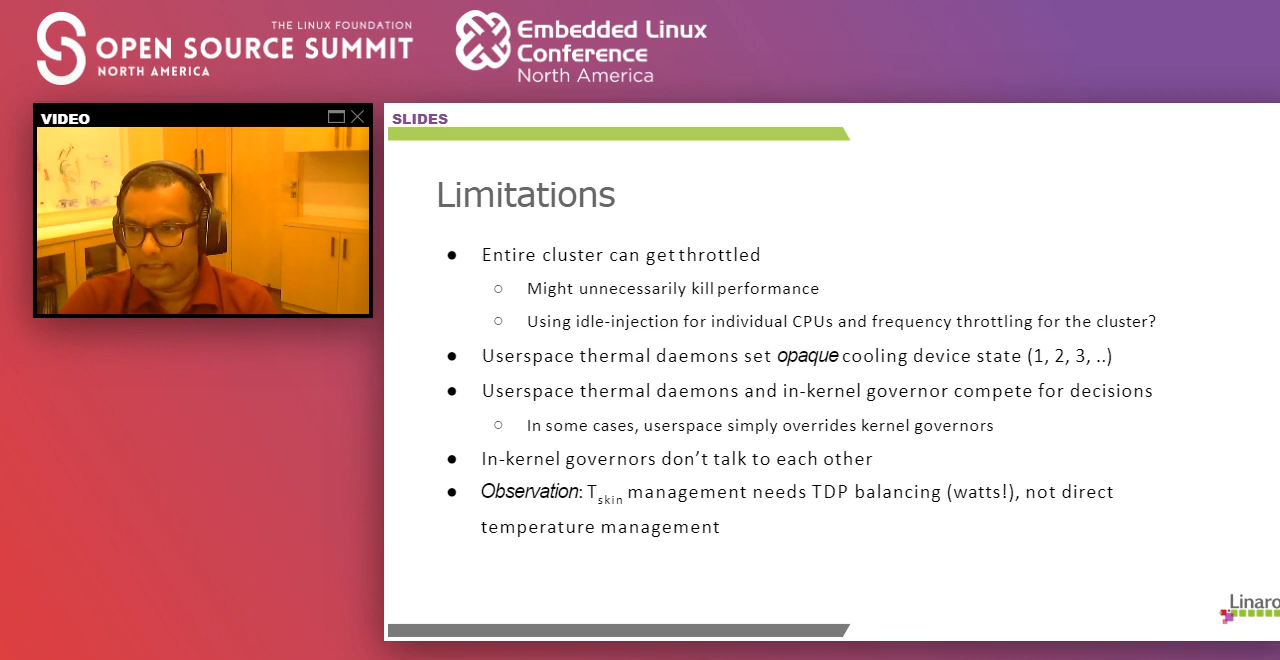 THE LINUX FOUNDATION
OPEN SOURCE SUMMIT
NORTH AMERICA
Embedded Linux
Conference
North America
VIDEO
SLIDES
Limitations
● Entire cluster can get throttled
○ Might unnecessarily kill performance
○ Using idle-injection for individual CPUs and frequency throttling for the cluster?
● Userspace thermal daemons set opaque cooling device state (1, 2, 3, ..)
● Userspace thermal daemons and in-kernel governor compete for decisions
○ In some cases, userspace simply overrides kernel governors
● In-kernel governors don’t talk to each other
● Observation: Tskin management needs TDP balancing (watts!), not direct
temperature management
Linaro